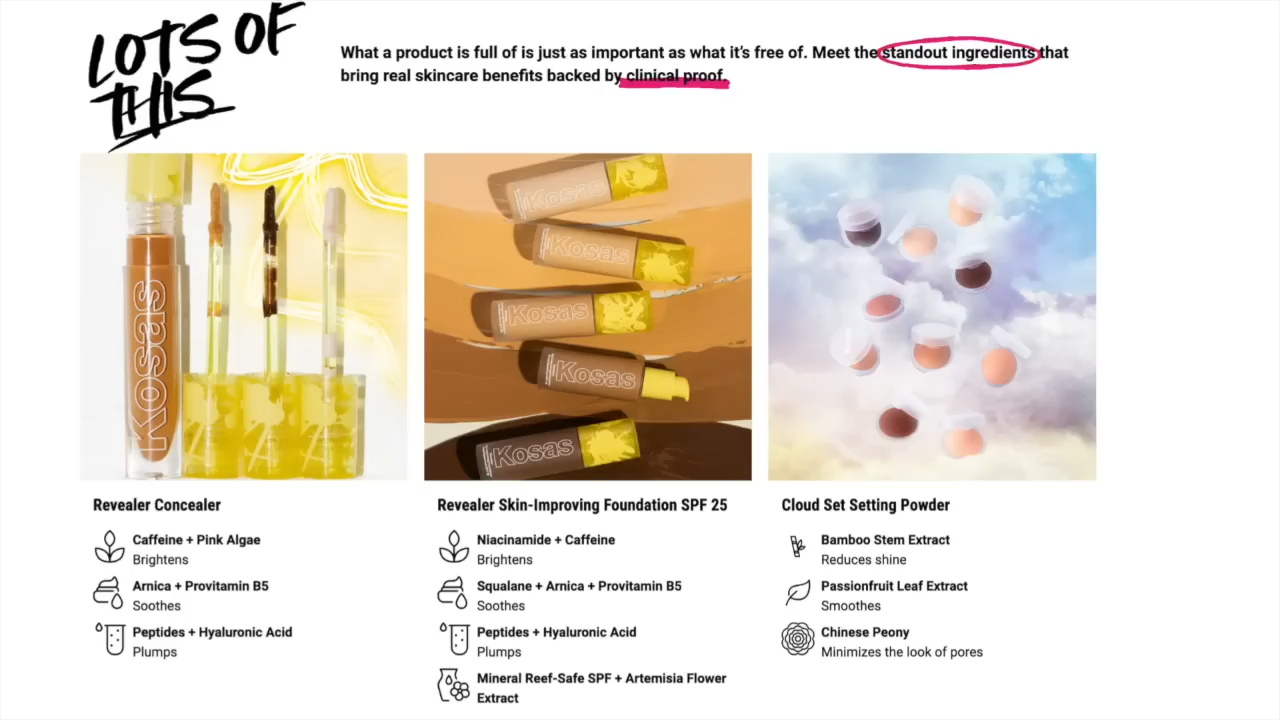 LOTS OF
THIS
What a product is full of is just as important as what it's free of. Meet the standout ingredients that
bring real skincare benefits backed by clinical proof.
Kosas
Kosas
Kosas
Kosas
Kosas
Kosas
Revealer Concealer
Caffeine + Pink Algae
Brightens
Arnica + Provitamin B5
Soothes
Peptides + Hyaluronic Acid
Plumps
Revealer Skin-Improving Foundation SPF 25
Niacinamide + Caffeine
Brightens
Squalane + Arnica + Provitamin B5
Soothes
Peptides + Hyaluronic Acid
Plumps
Mineral Reef-Safe SPF + Artemisia Flower
Extract
Cloud Set Setting Powder
Bamboo Stem Extract
Reduces shine
Passionfruit Leaf Extract
Smoothes
Chinese Peony
Minimizes the look of pores